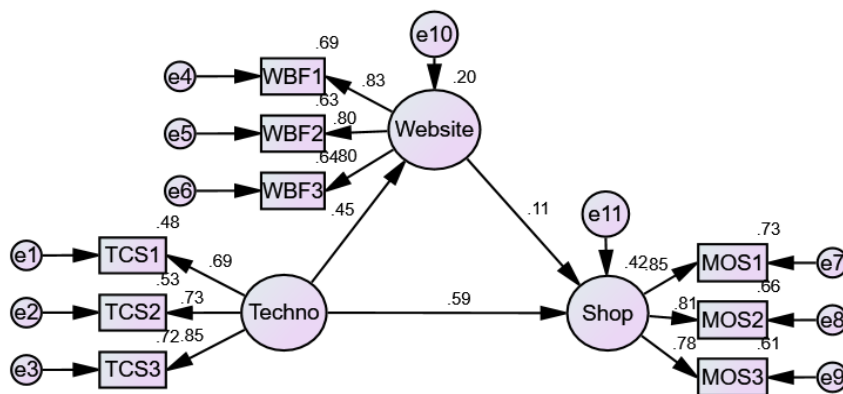 e10
.69
.20
e4
WBF1
.83
.63
Website
e5
WBF2
.80
.64
.80
e6
WBF3
.45
.11
e11
.48
.73
e1
TCS1
.69
.42
.85
MOS1
e7
.53
.66
e2
TCS2
.73
Techno
.59
Shop
.81
MOS2
e8
.72
.85
.78
.61
e3
TCS3
MOS3
e9